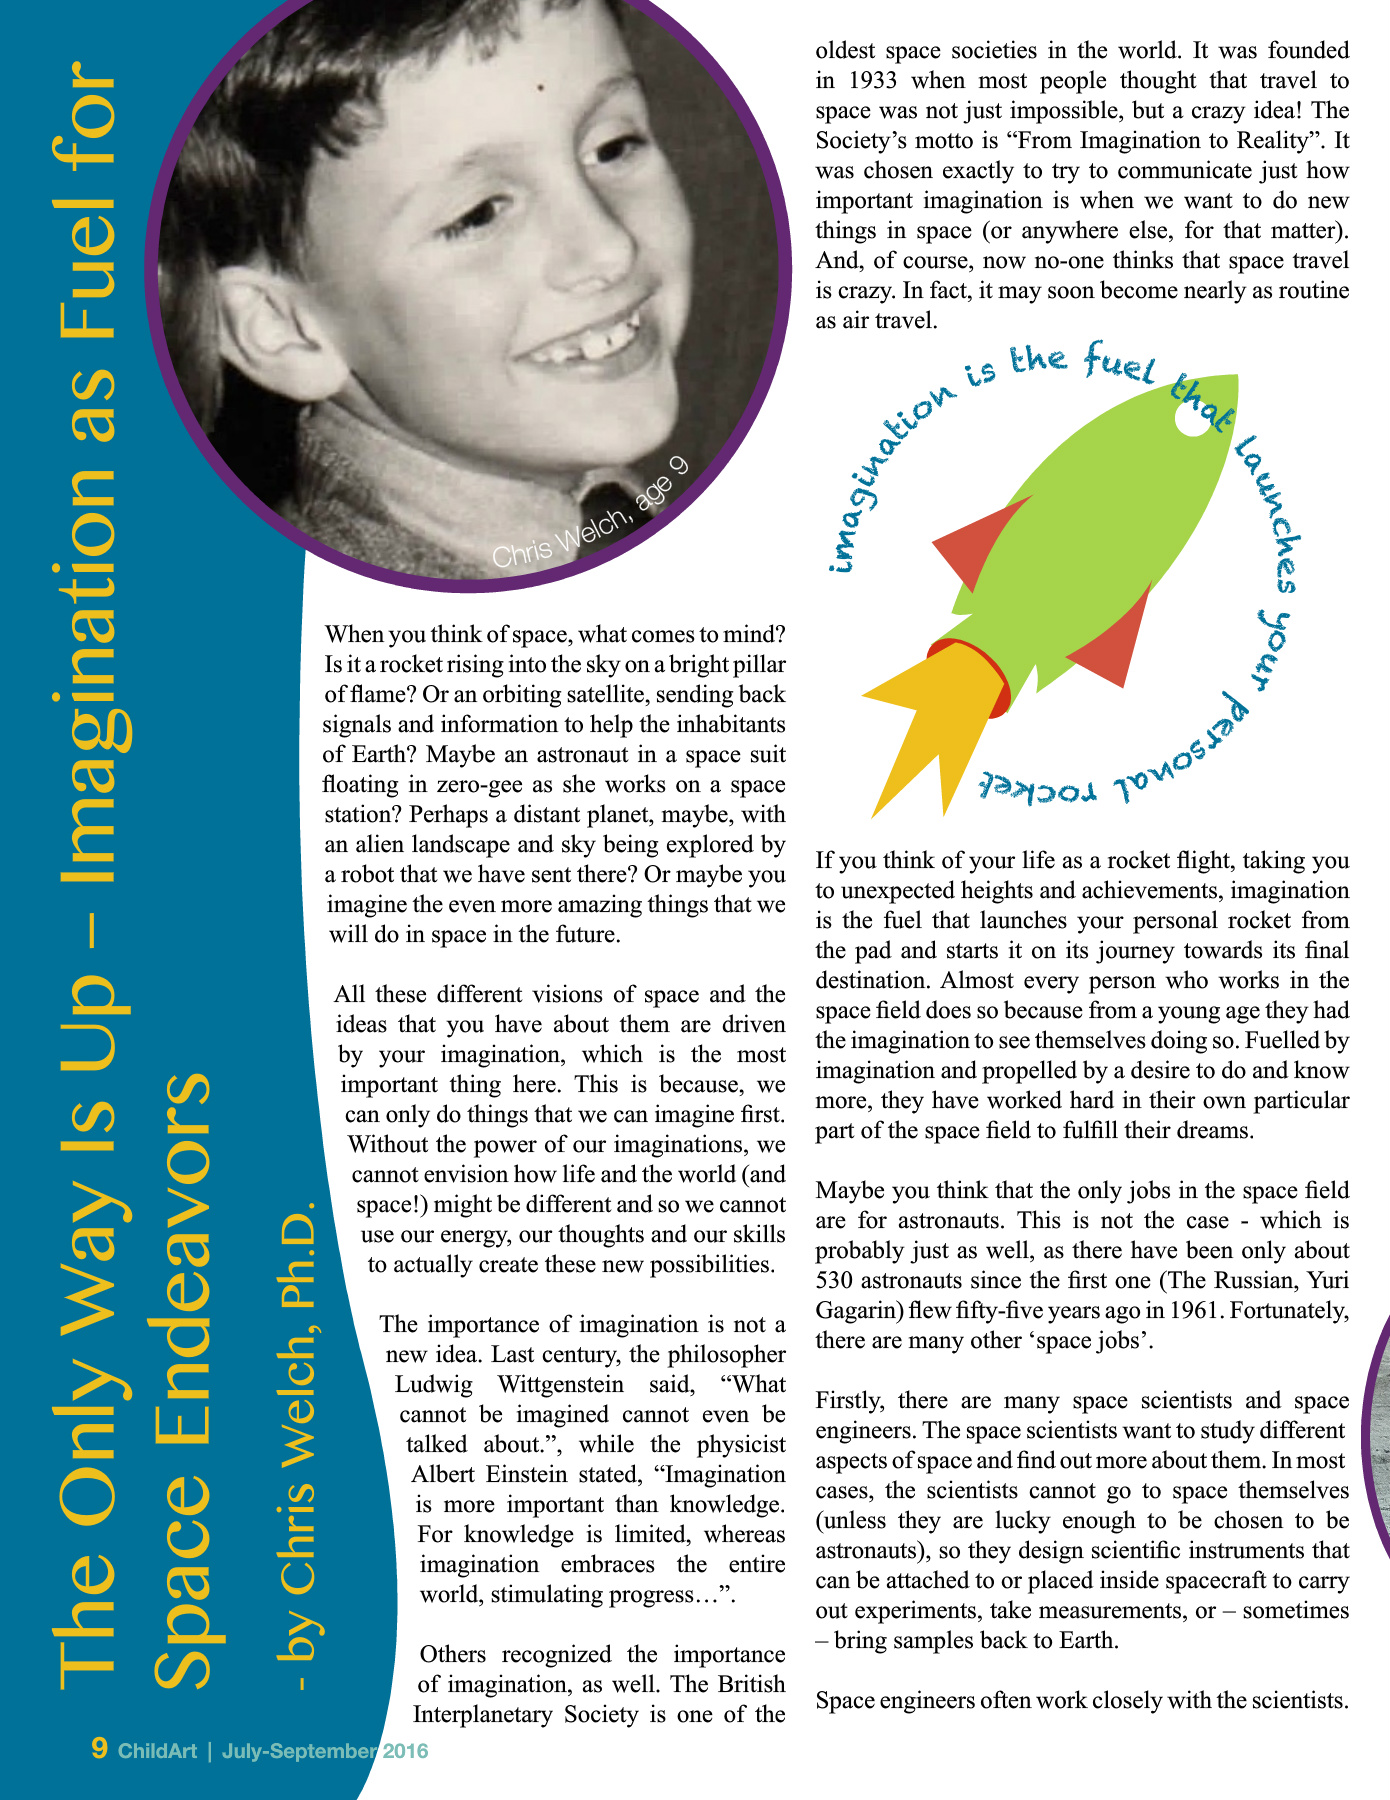 The Only Way Is Up – Imagination as Fuel for
Space Endeavors
- by Chris Welch, Ph.D.
Chris Welch, age 9
When you think of space, what comes to mind?
Is it a rocket rising into the sky on a bright pillar
of flame? Or an orbiting satellite, sending back
signals and information to help the inhabitants
of Earth? Maybe an astronaut in a space suit
floating in zero-gee as she works on a space
station? Perhaps a distant planet, maybe, with
an alien landscape and sky being explored by
a robot that we have sent there? Or maybe you
imagine the even more amazing things that we
will do in space in the future.
All these different visions of space and the
ideas that you have about them are driven
by your imagination, which is the most
important thing here. This is because, we
can only do things that we can imagine first.
Without the power of our imaginations, we
cannot envision how life and the world (and
space!) might be different and so we cannot
use our energy, our thoughts and our skills
to actually create these new possibilities.
The importance of imagination is not a
new idea. Last century, the philosopher
Ludwig Wittgenstein said, “What
cannot be imagined cannot even be
talked about.”, while the physicist
Albert Einstein stated, “Imagination
is more important than knowledge.
For knowledge is limited, whereas
imagination embraces the entire
world, stimulating progress…”.
Others recognized the importance
of imagination, as well. The British
Interplanetary Society is one of the
oldest space societies in the world. It was founded
in 1933 when most people thought that travel to
space was not just impossible, but a crazy idea! The
Society’s motto is “From Imagination to Reality”. It
was chosen exactly to try to communicate just how
important imagination is when we want to do new
things in space (or anywhere else, for that matter).
And, of course, now no-one thinks that space travel
is crazy. In fact, it may soon become nearly as routine
as air travel.
imagination is the fuel that launches your personal rocket
If you think of your life as a rocket flight, taking you
to unexpected heights and achievements, imagination
is the fuel that launches your personal rocket from
the pad and starts it on its journey towards its final
destination. Almost every person who works in the
space field does so because from a young age they had
the imagination to see themselves doing so. Fuelled by
imagination and propelled by a desire to do and know
more, they have worked hard in their own particular
part of the space field to fulfill their dreams.
Maybe you think that the only jobs in the space field
are for astronauts. This is not the case - which is
probably just as well, as there have been only about
530 astronauts since the first one (The Russian, Yuri
Gagarin) flew fifty-five years ago in 1961. Fortunately,
there are many other ‘space jobs’.
Firstly, there are many space scientists and space
engineers. The space scientists want to study different
aspects of space and find out more about them. In most
cases, the scientists cannot go to space themselves
(unless they are lucky enough to be chosen to be
astronauts), so they design scientific instruments that
can be attached to or placed inside spacecraft to carry
out experiments, take measurements, or – sometimes
– bring samples back to Earth.
Space engineers often work closely with the scientists.
9 ChildArt | July-September 2016